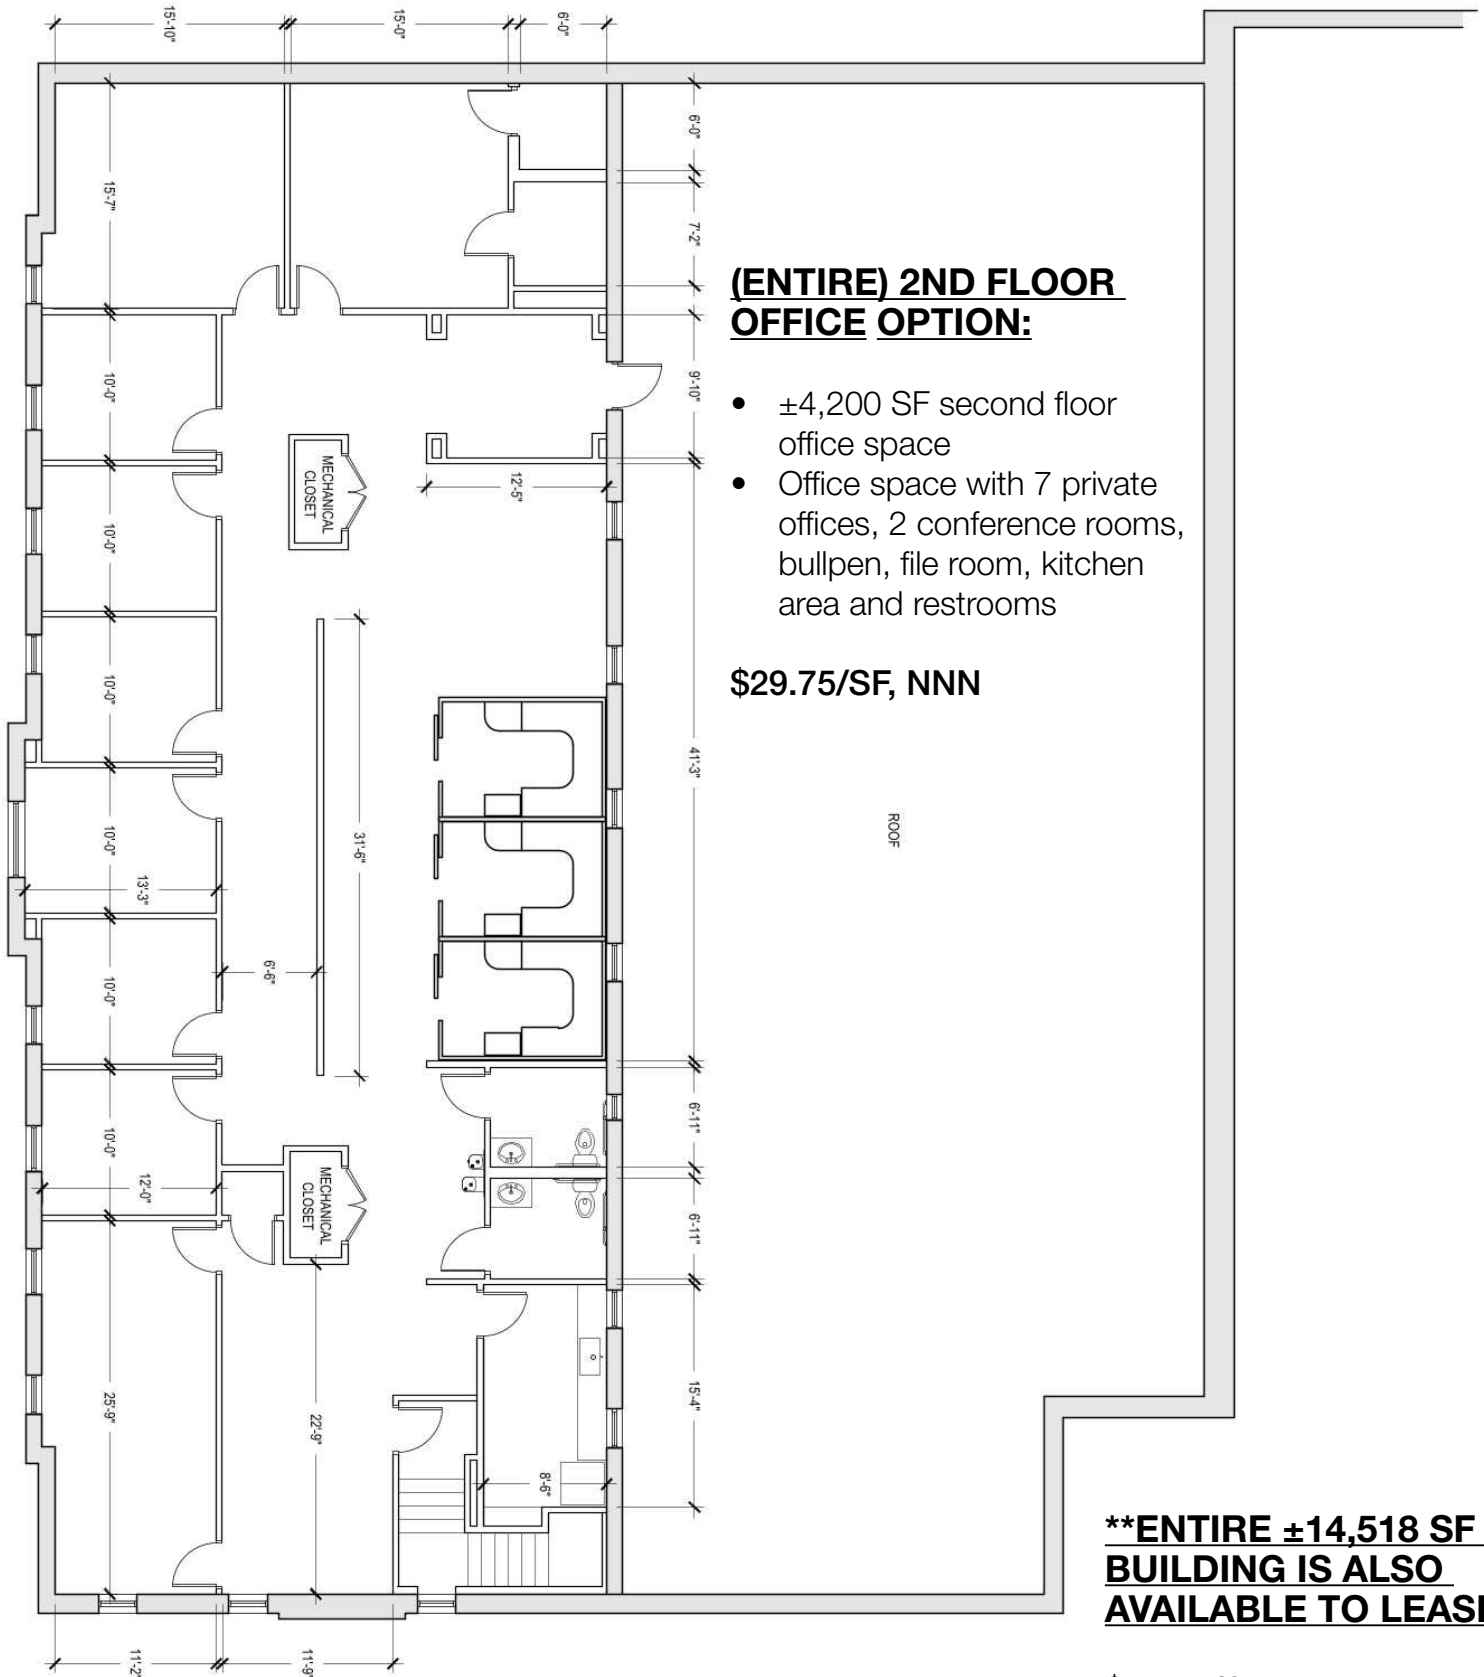 15'-10"
15'-0"
6'-0"
6'-0"
15'-7"
7'-2"
(ENTIRE) 2ND FLOOR
OFFICE OPTION:
9'-10"
10'-0"
• ±4,200 SF second floor
office space
• Office space with 7 private
offices, 2 conference rooms,
bullpen, file room, kitchen
area and restrooms
$29.75/SF, NNN
MECHANICAL
CLOSET
12'-5"
10'-0"
10'-0"
41'-3"
ROOF
31'-6"
10'-0"
13'-3"
6'-6"
10'-0"
6'-11"
10'-0"
12'-0"
MECHANICAL
CLOSET
6'-11"
25'-9"
22'-9"
15'-4"
8'-6"
**ENTIRE ±14,518 SF
BUILDING IS ALSO
AVAILABLE TO LEAS
11'-2"
11'-9"